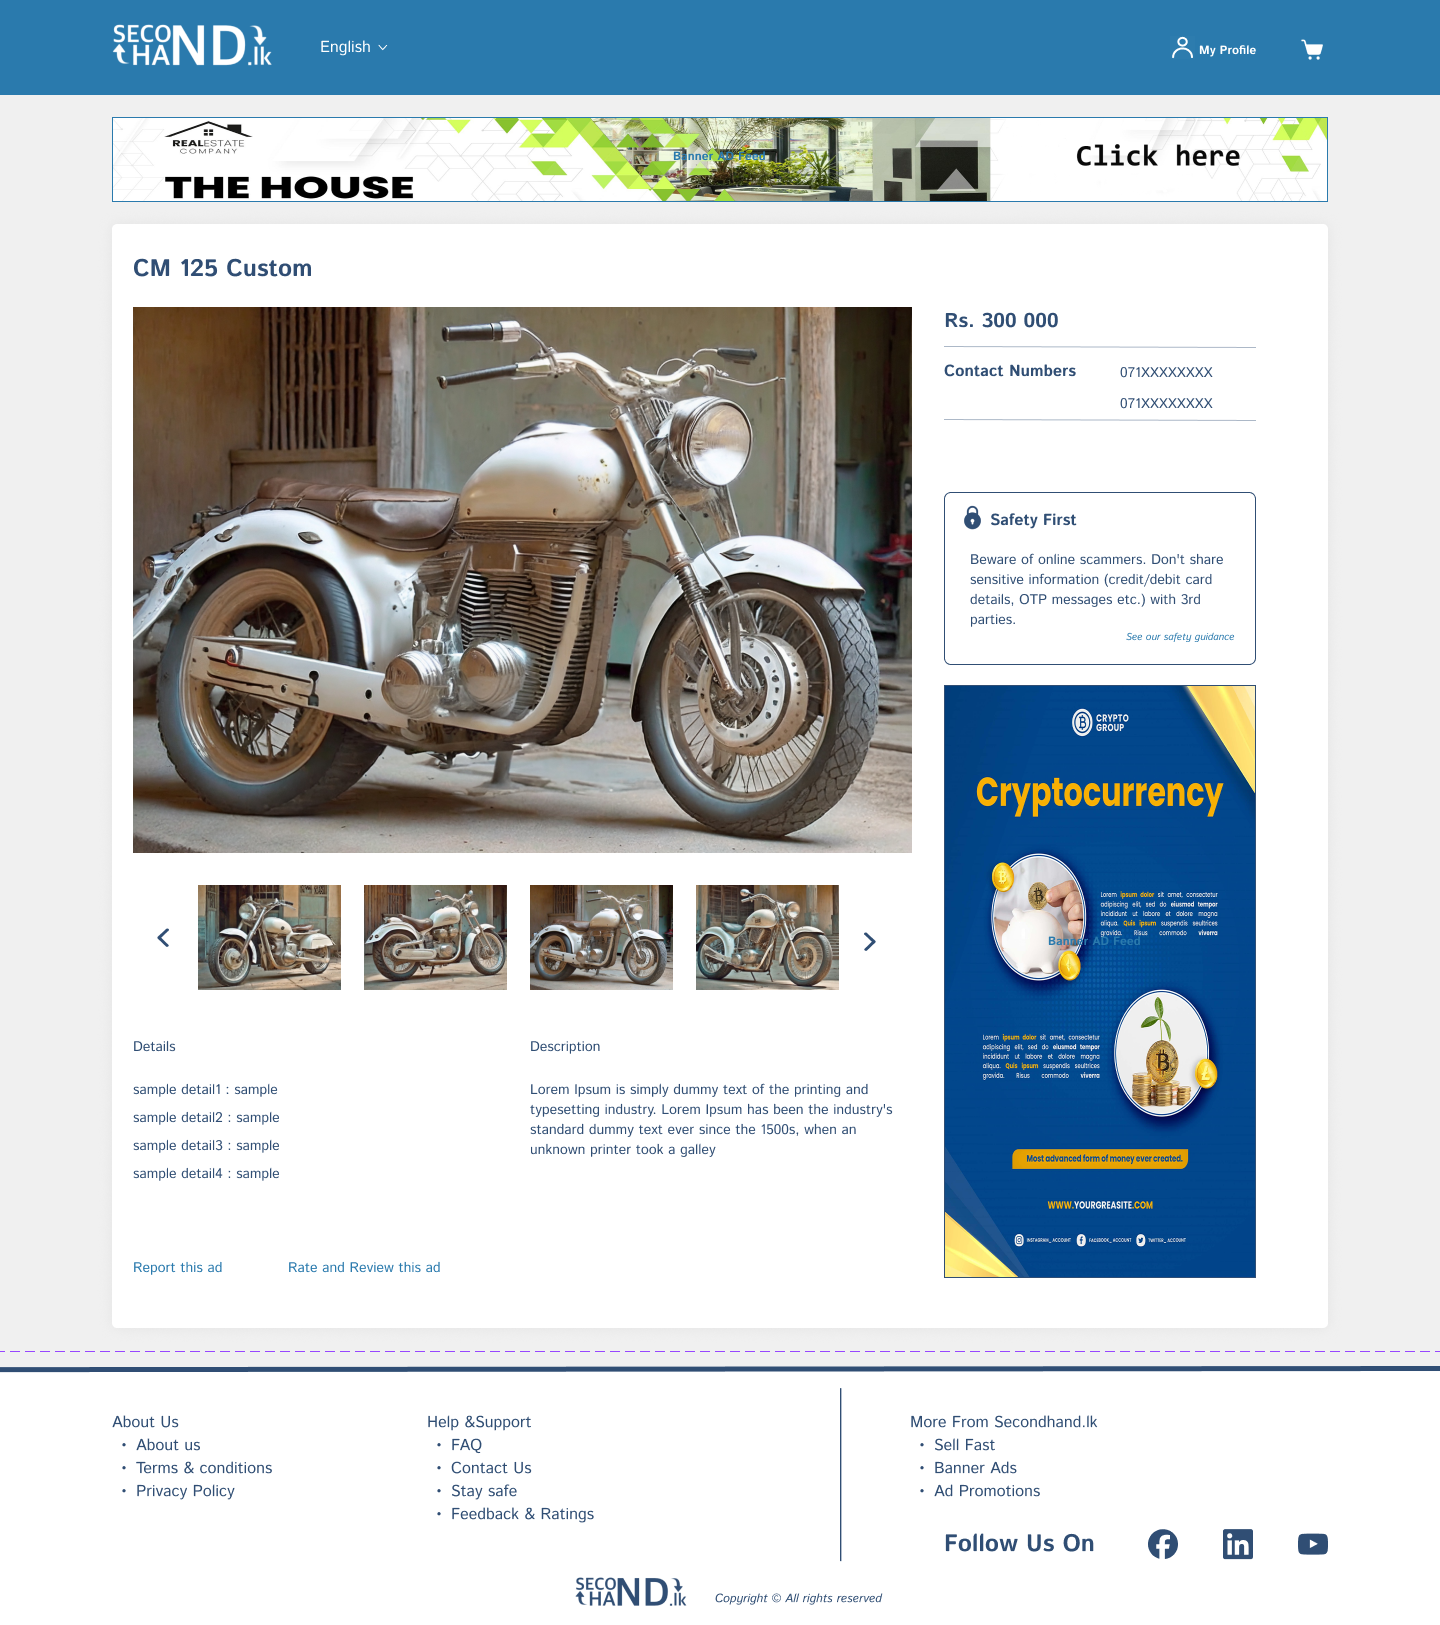 SECO
HAND.lk
English
My Profile
REALESTATE
COMPANY
THE HOUSE
Banner AD Feed
Click here
CM 125 Custom
Rs. 300 000
Contact Numbers
071XXXXXXXX
071XXXXXXXX
Safety First
Beware of online scammers. Don't share
sensitive information (credit/debit card
details, OTP messages etc.) with 3rd
parties.
See our safety guidance
CRYPTO
GROUP
Cryptocurrency
Lorem ipsum dolor sit amet, consectetur
adipiscing elit, sed do eiusmod tempor
incididunt ut labore et dolore magna
aliqua. Quis ipsum suspendis seultrices
gravida. Risus commodo viverra
Banner AD Feed
Lorem ipsum dolor sit amet, consectetur
adipiscing elit, sed do eiusmod tempor
incididunt ut labore et dolore magna
aliqua. Quis ipsum suspendis seultrices
gravida. Risus commodo viverra
Most advanced form of money ever created.
WWW.YOURGREASITE.COM
INSTAGRAM_ACCOUNT FACEBOOK_ACCOUNT TWITTER_ACCOUNT
Details
sample detail1 : sample
sample detail2 : sample
sample detail3 : sample
sample detail4 : sample
Description
Lorem Ipsum is simply dummy text of the printing and
typesetting industry. Lorem Ipsum has been the industry's
standard dummy text ever since the 1500s, when an
unknown printer took a galley
Report this ad
Rate and Review this ad
About Us
• About us
• Terms & conditions
• Privacy Policy
Help &Support
• FAQ
• Contact Us
• Stay safe
• Feedback & Ratings
More From Secondhand.lk
• Sell Fast
• Banner Ads
• Ad Promotions
Follow Us On
SECO
HAND.lk
Copyright © All rights reserved